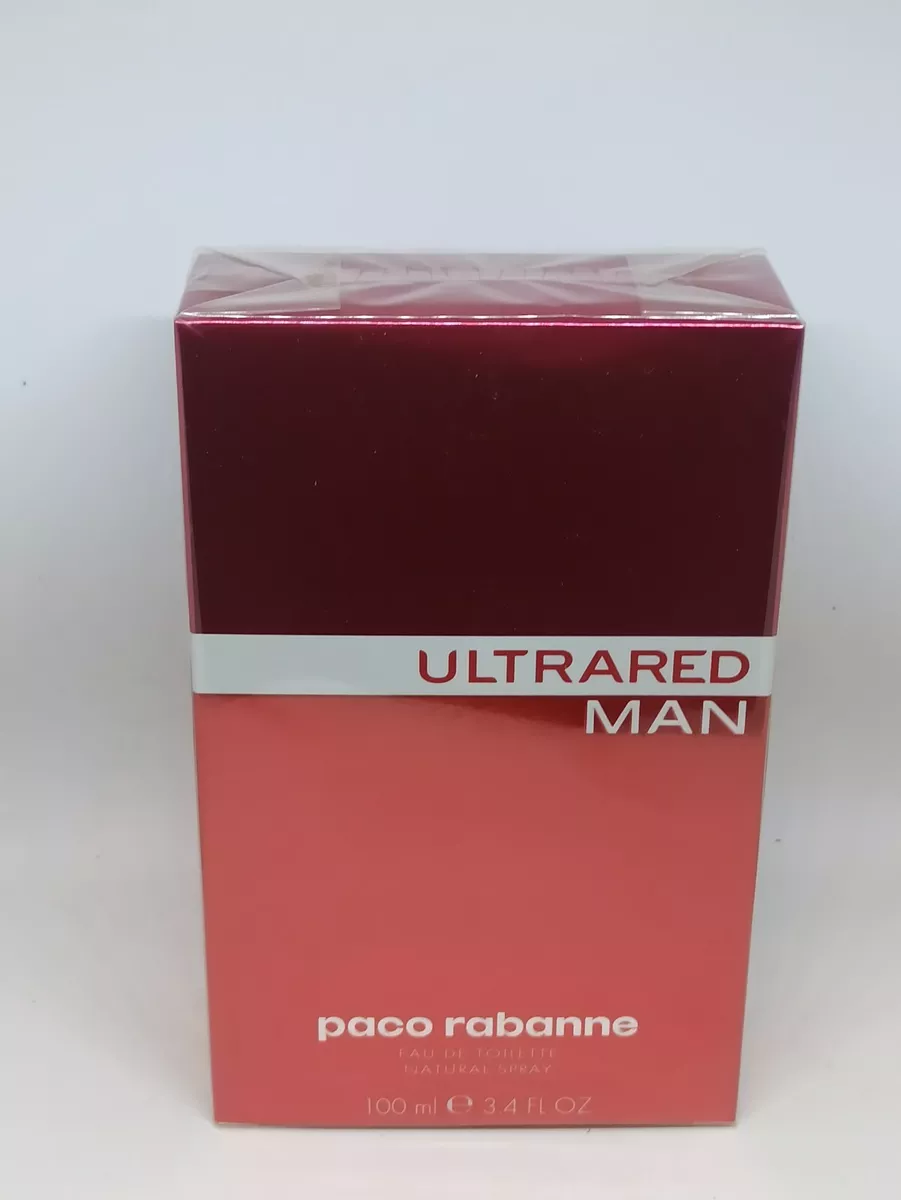 ULTRARED
MAN
paco rabanne
EAU DE TOILETTE
NATURAL SPRAY
100 ml ℮ 3.4 FL OZ